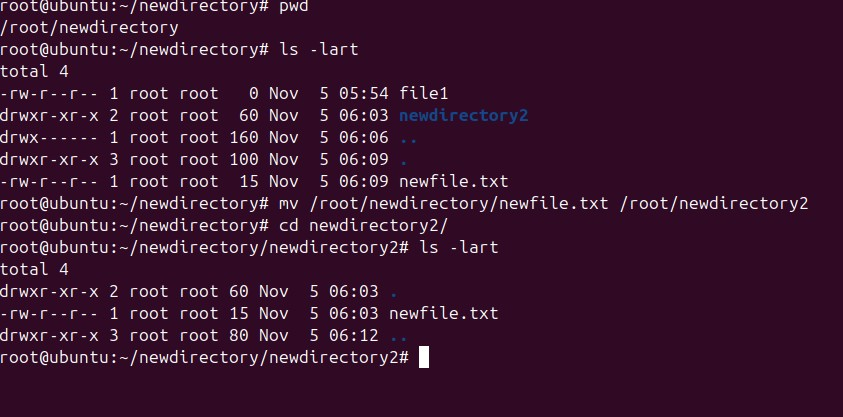 root@ubuntu:~/newdirectory# pwd
/root/newdirectory
root@ubuntu:~/newdirectory# ls -lart
total 4
-rw-r--r-- 1 root root   0 Nov  5 05:54 file1
drwxr-xr-x 2 root root  60 Nov  5 06:03 newdirectory2
drwx------ 1 root root 160 Nov  5 06:06 ..
drwxr-xr-x 3 root root 100 Nov  5 06:09 .
-rw-r--r-- 1 root root  15 Nov  5 06:09 newfile.txt
root@ubuntu:~/newdirectory# mv /root/newdirectory/newfile.txt /root/newdirectory2
root@ubuntu:~/newdirectory# cd newdirectory2/
root@ubuntu:~/newdirectory/newdirectory2# ls -lart
total 4
drwxr-xr-x 2 root root 60 Nov  5 06:03 .
-rw-r--r-- 1 root root 15 Nov  5 06:03 newfile.txt
drwxr-xr-x 3 root root 80 Nov  5 06:12 ..
root@ubuntu:~/newdirectory/newdirectory2#